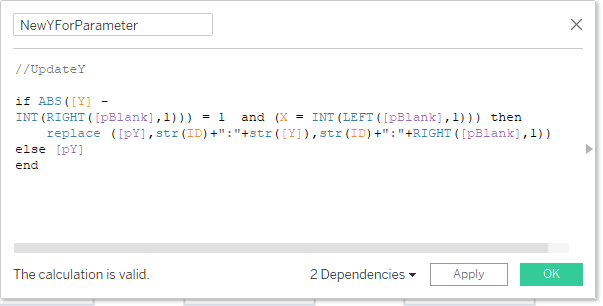 NewYForParameter
//UpdateY
if ABS([Y] -
INT(RIGHT([pBlank],1))) = 1  and (X = INT(LEFT([pBlank],1))) then
    replace ([pY],str(ID)+":"+str([Y]),str(ID)+":"+RIGHT([pBlank],1))
else [pY]
end
The calculation is valid. 2 Dependencies Apply OK